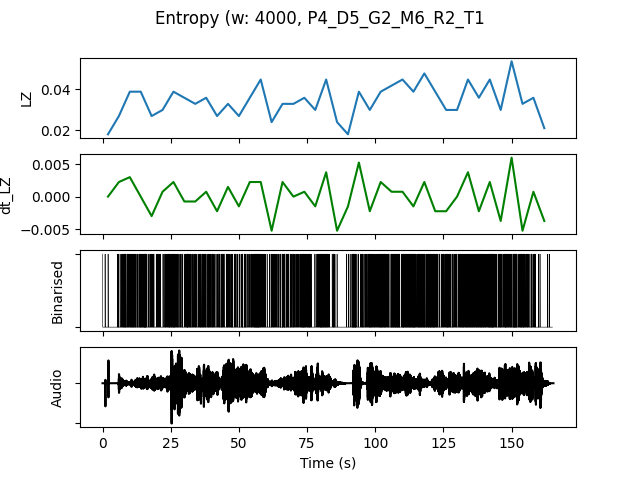 Entropy (w: 4000, P4_D5_G2_M6_R2_T1
LZ
0.04
0.02
dt_LZ
0.005
0.000
−0.005
Binarised
Audio
0 25 50 75 100 125 150
Time (s)